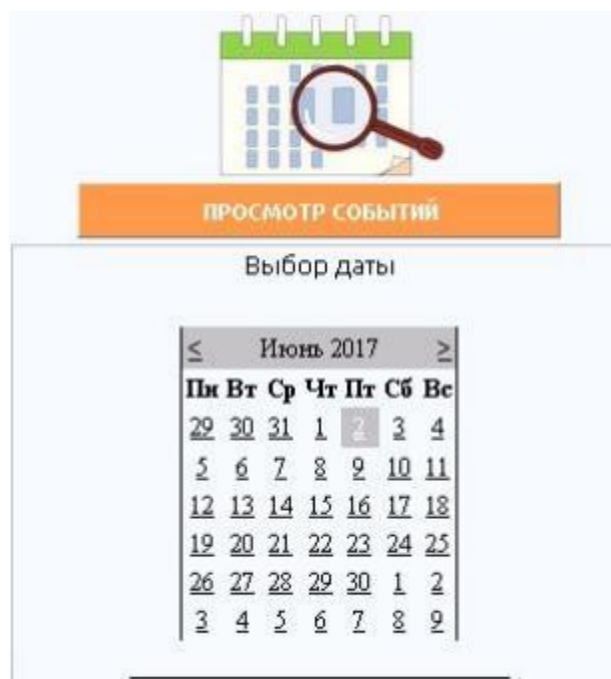 ПРОСМОТР СОБЫТИЙ
Выбор даты
< Июнь 2017 >
Пн Вт Ср Чт Пт Сб Вс
29 30 31 1 2 3 4
5 6 7 8 9 10 11
12 13 14 15 16 17 18
19 20 21 22 23 24 25
26 27 28 29 30 1 2
3 4 5 6 7 8 9